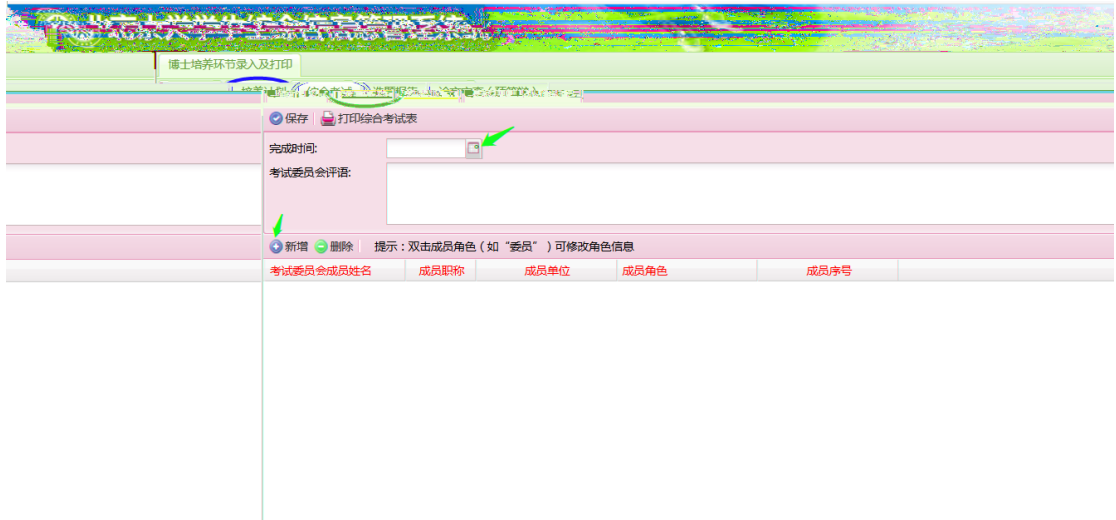 博士培养环节录入及打印
保存 打印综合考试表
完成时间:
考试委员会评语:
新增 删除 提示：双击成员角色（如“委员”）可修改角色信息
考试委员会成员姓名 成员职称 成员单位 成员角色 成员序号